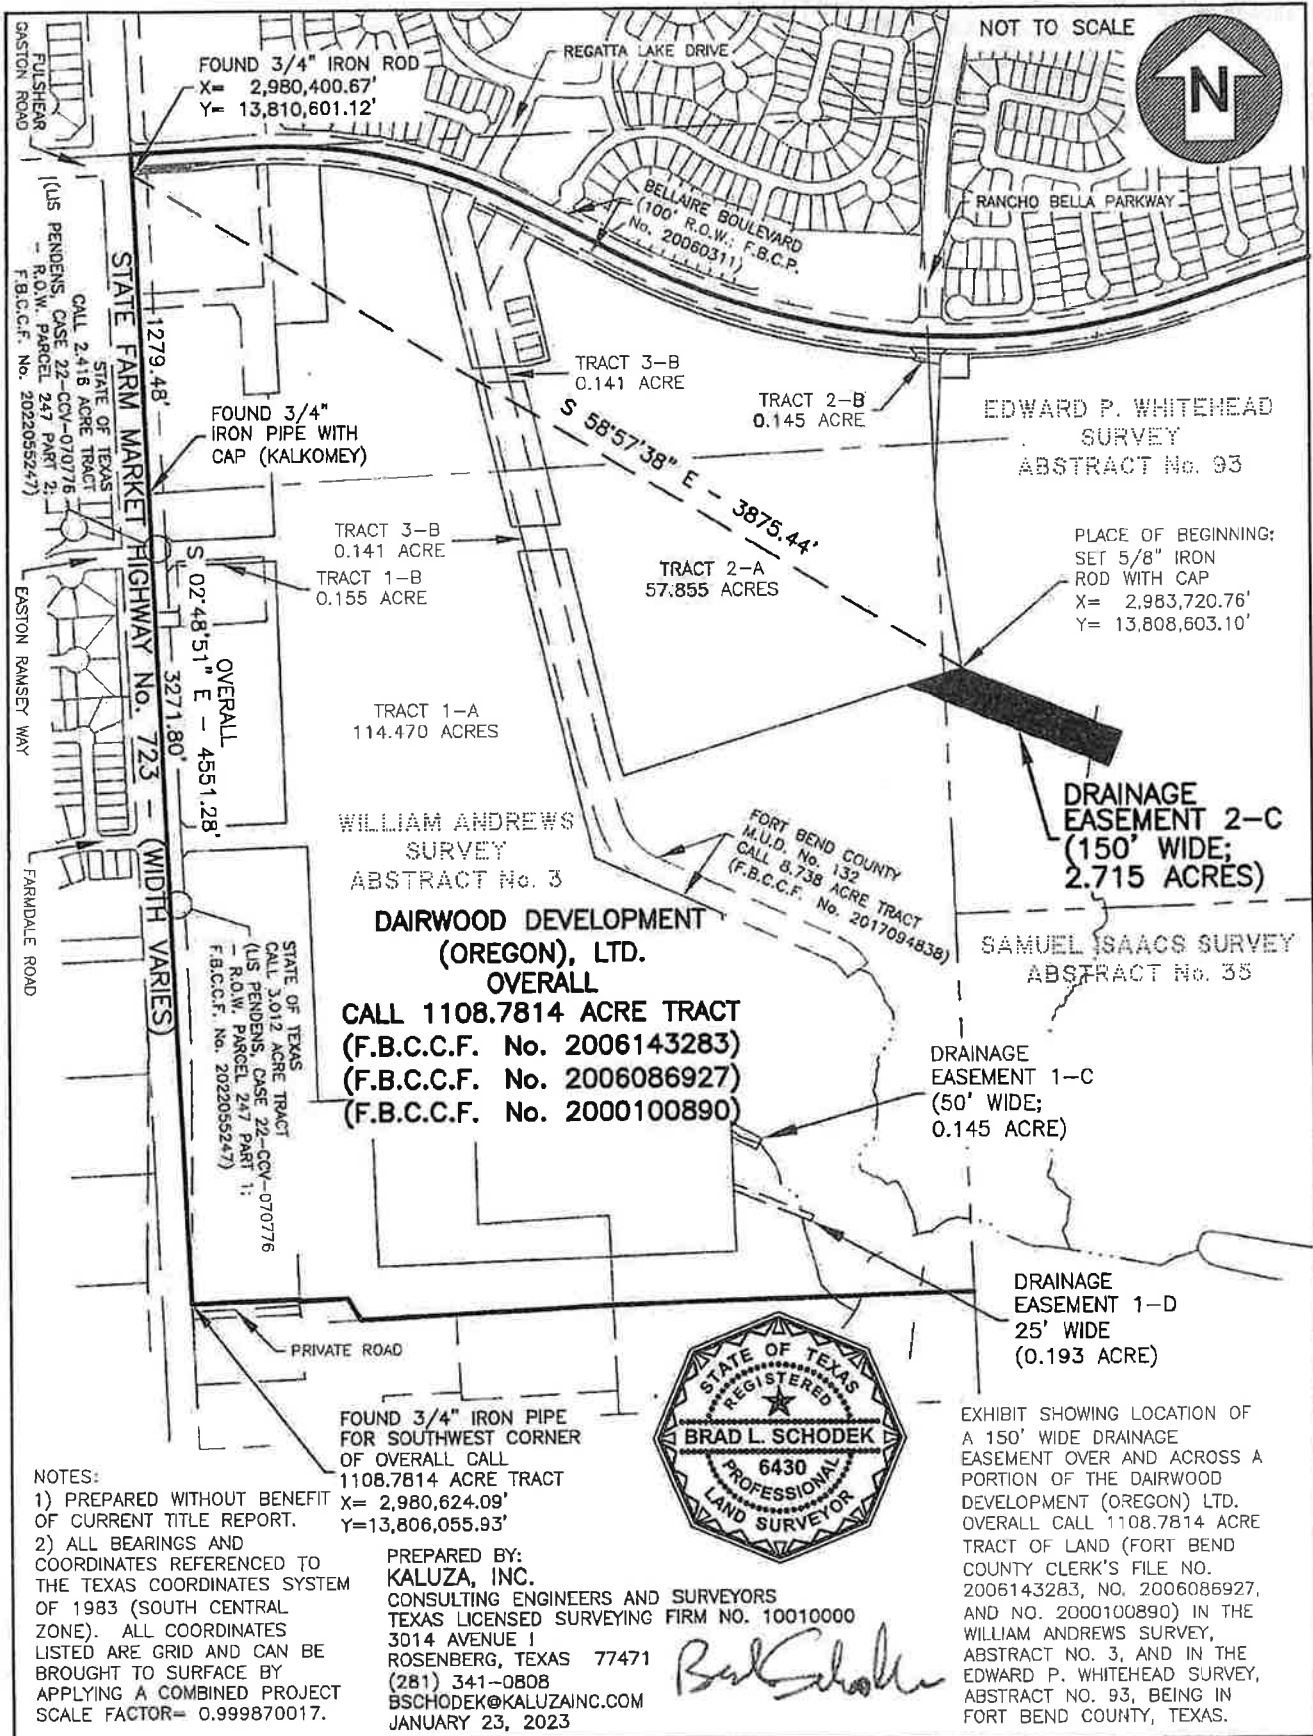 NOT TO SCALE
N
FULSHEAR
GASTON ROAD
FOUND 3/4" IRON ROD
X= 2,980,400.67'
Y= 13,810,601.12'
REGATTA LAKE DRIVE
BELLAIRE BOULEVARD
(100' R.O.W.; F.B.C.P.
No. 20060311)
RANCHO BELLA PARKWAY
STATE OF TEXAS
CALL 2.416 ACRE TRACT
(LIS PENDENS, CASE 22-CCV-070776
- R.O.W. PARCEL 247 PART 2;
F.B.C.C.F. No. 2022055247)
STATE FARM MARKET HIGHWAY No. 723 - (WIDTH VARIES)
1279.48'
FOUND 3/4"
IRON PIPE WITH
CAP (KALKOMEY)
TRACT 3-B
0.141 ACRE
TRACT 2-B
0.145 ACRE
EDWARD P. WHITEHEAD
SURVEY
ABSTRACT No. 93
S 58°57'38" E - 3875.44'
TRACT 3-B
0.141 ACRE
TRACT 1-B
0.155 ACRE
TRACT 2-A
57.855 ACRES
PLACE OF BEGINNING:
SET 5/8" IRON
ROD WITH CAP
X= 2,983,720.76'
Y= 13,808,603.10'
EASTON RAMSEY WAY
OVERALL
S 02°48'51" E - 4551.28'
3271.80'
TRACT 1-A
114.470 ACRES
DRAINAGE
EASEMENT 2-C
(150' WIDE;
2.715 ACRES)
WILLIAM ANDREWS
SURVEY
ABSTRACT No. 3
FORT BEND COUNTY
M.U.D. No. 132
CALL 8.738 ACRE TRACT
(F.B.C.C.F. No. 2017094838)
FARMDALE ROAD
SAMUEL ISAACS SURVEY
ABSTRACT No. 35
STATE OF TEXAS
CALL 3.012 ACRE TRACT
(LIS PENDENS, CASE 22-CCV-070776
- R.O.W. PARCEL 247 PART 1;
F.B.C.C.F. No. 2022055247)
DAIRWOOD DEVELOPMENT
(OREGON), LTD.
OVERALL
CALL 1108.7814 ACRE TRACT
(F.B.C.C.F. No. 2006143283)
(F.B.C.C.F. No. 2006086927)
(F.B.C.C.F. No. 2000100890)
DRAINAGE
EASEMENT 1-C
(50' WIDE;
0.145 ACRE)
DRAINAGE
EASEMENT 1-D
25' WIDE
(0.193 ACRE)
PRIVATE ROAD
FOUND 3/4" IRON PIPE
FOR SOUTHWEST CORNER
OF OVERALL CALL
1108.7814 ACRE TRACT
X= 2,980,624.09'
Y=13,806,055.93'
STATE OF TEXAS
REGISTERED
BRAD L. SCHODEK
6430
PROFESSIONAL
LAND SURVEYOR
NOTES:
1) PREPARED WITHOUT BENEFIT
OF CURRENT TITLE REPORT.
2) ALL BEARINGS AND
COORDINATES REFERENCED TO
THE TEXAS COORDINATES SYSTEM
OF 1983 (SOUTH CENTRAL
ZONE). ALL COORDINATES
LISTED ARE GRID AND CAN BE
BROUGHT TO SURFACE BY
APPLYING A COMBINED PROJECT
SCALE FACTOR= 0.999870017.
PREPARED BY:
KALUZA, INC.
CONSULTING ENGINEERS AND SURVEYORS
TEXAS LICENSED SURVEYING FIRM NO. 10010000
3014 AVENUE I
ROSENBERG, TEXAS 77471
(281) 341-0808
BSCHODEK@KALUZAINC.COM
JANUARY 23, 2023
Brad Schodek
EXHIBIT SHOWING LOCATION OF
A 150' WIDE DRAINAGE
EASEMENT OVER AND ACROSS A
PORTION OF THE DAIRWOOD
DEVELOPMENT (OREGON) LTD.
OVERALL CALL 1108.7814 ACRE
TRACT OF LAND (FORT BEND
COUNTY CLERK'S FILE NO.
2006143283, NO. 2006086927,
AND NO. 2000100890) IN THE
WILLIAM ANDREWS SURVEY,
ABSTRACT NO. 3, AND IN THE
EDWARD P. WHITEHEAD SURVEY,
ABSTRACT NO. 93, BEING IN
FORT BEND COUNTY, TEXAS.